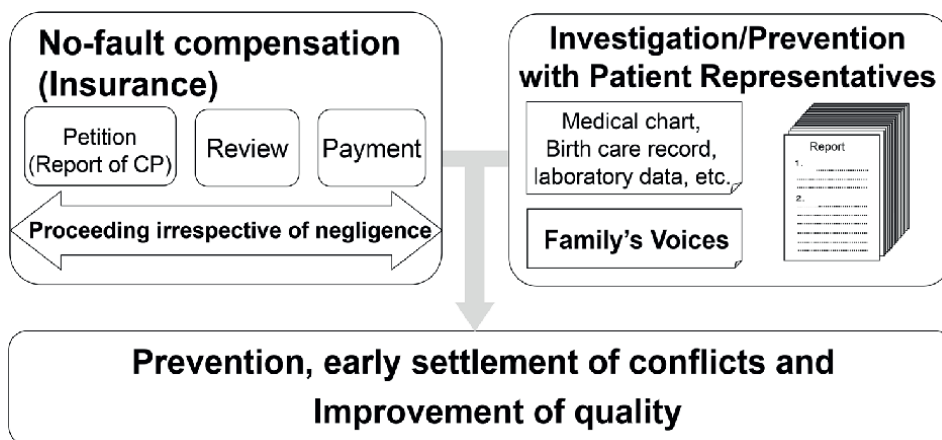 No-fault compensation
(Insurance)
Petition
(Report of CP)
Review
Payment
Proceeding irrespective of negligence
Investigation/Prevention
with Patient Representatives
Medical chart,
Birth care record,
laboratory data, etc.
Family's Voices
Report
1.
2.
Prevention, early settlement of conflicts and
Improvement of quality